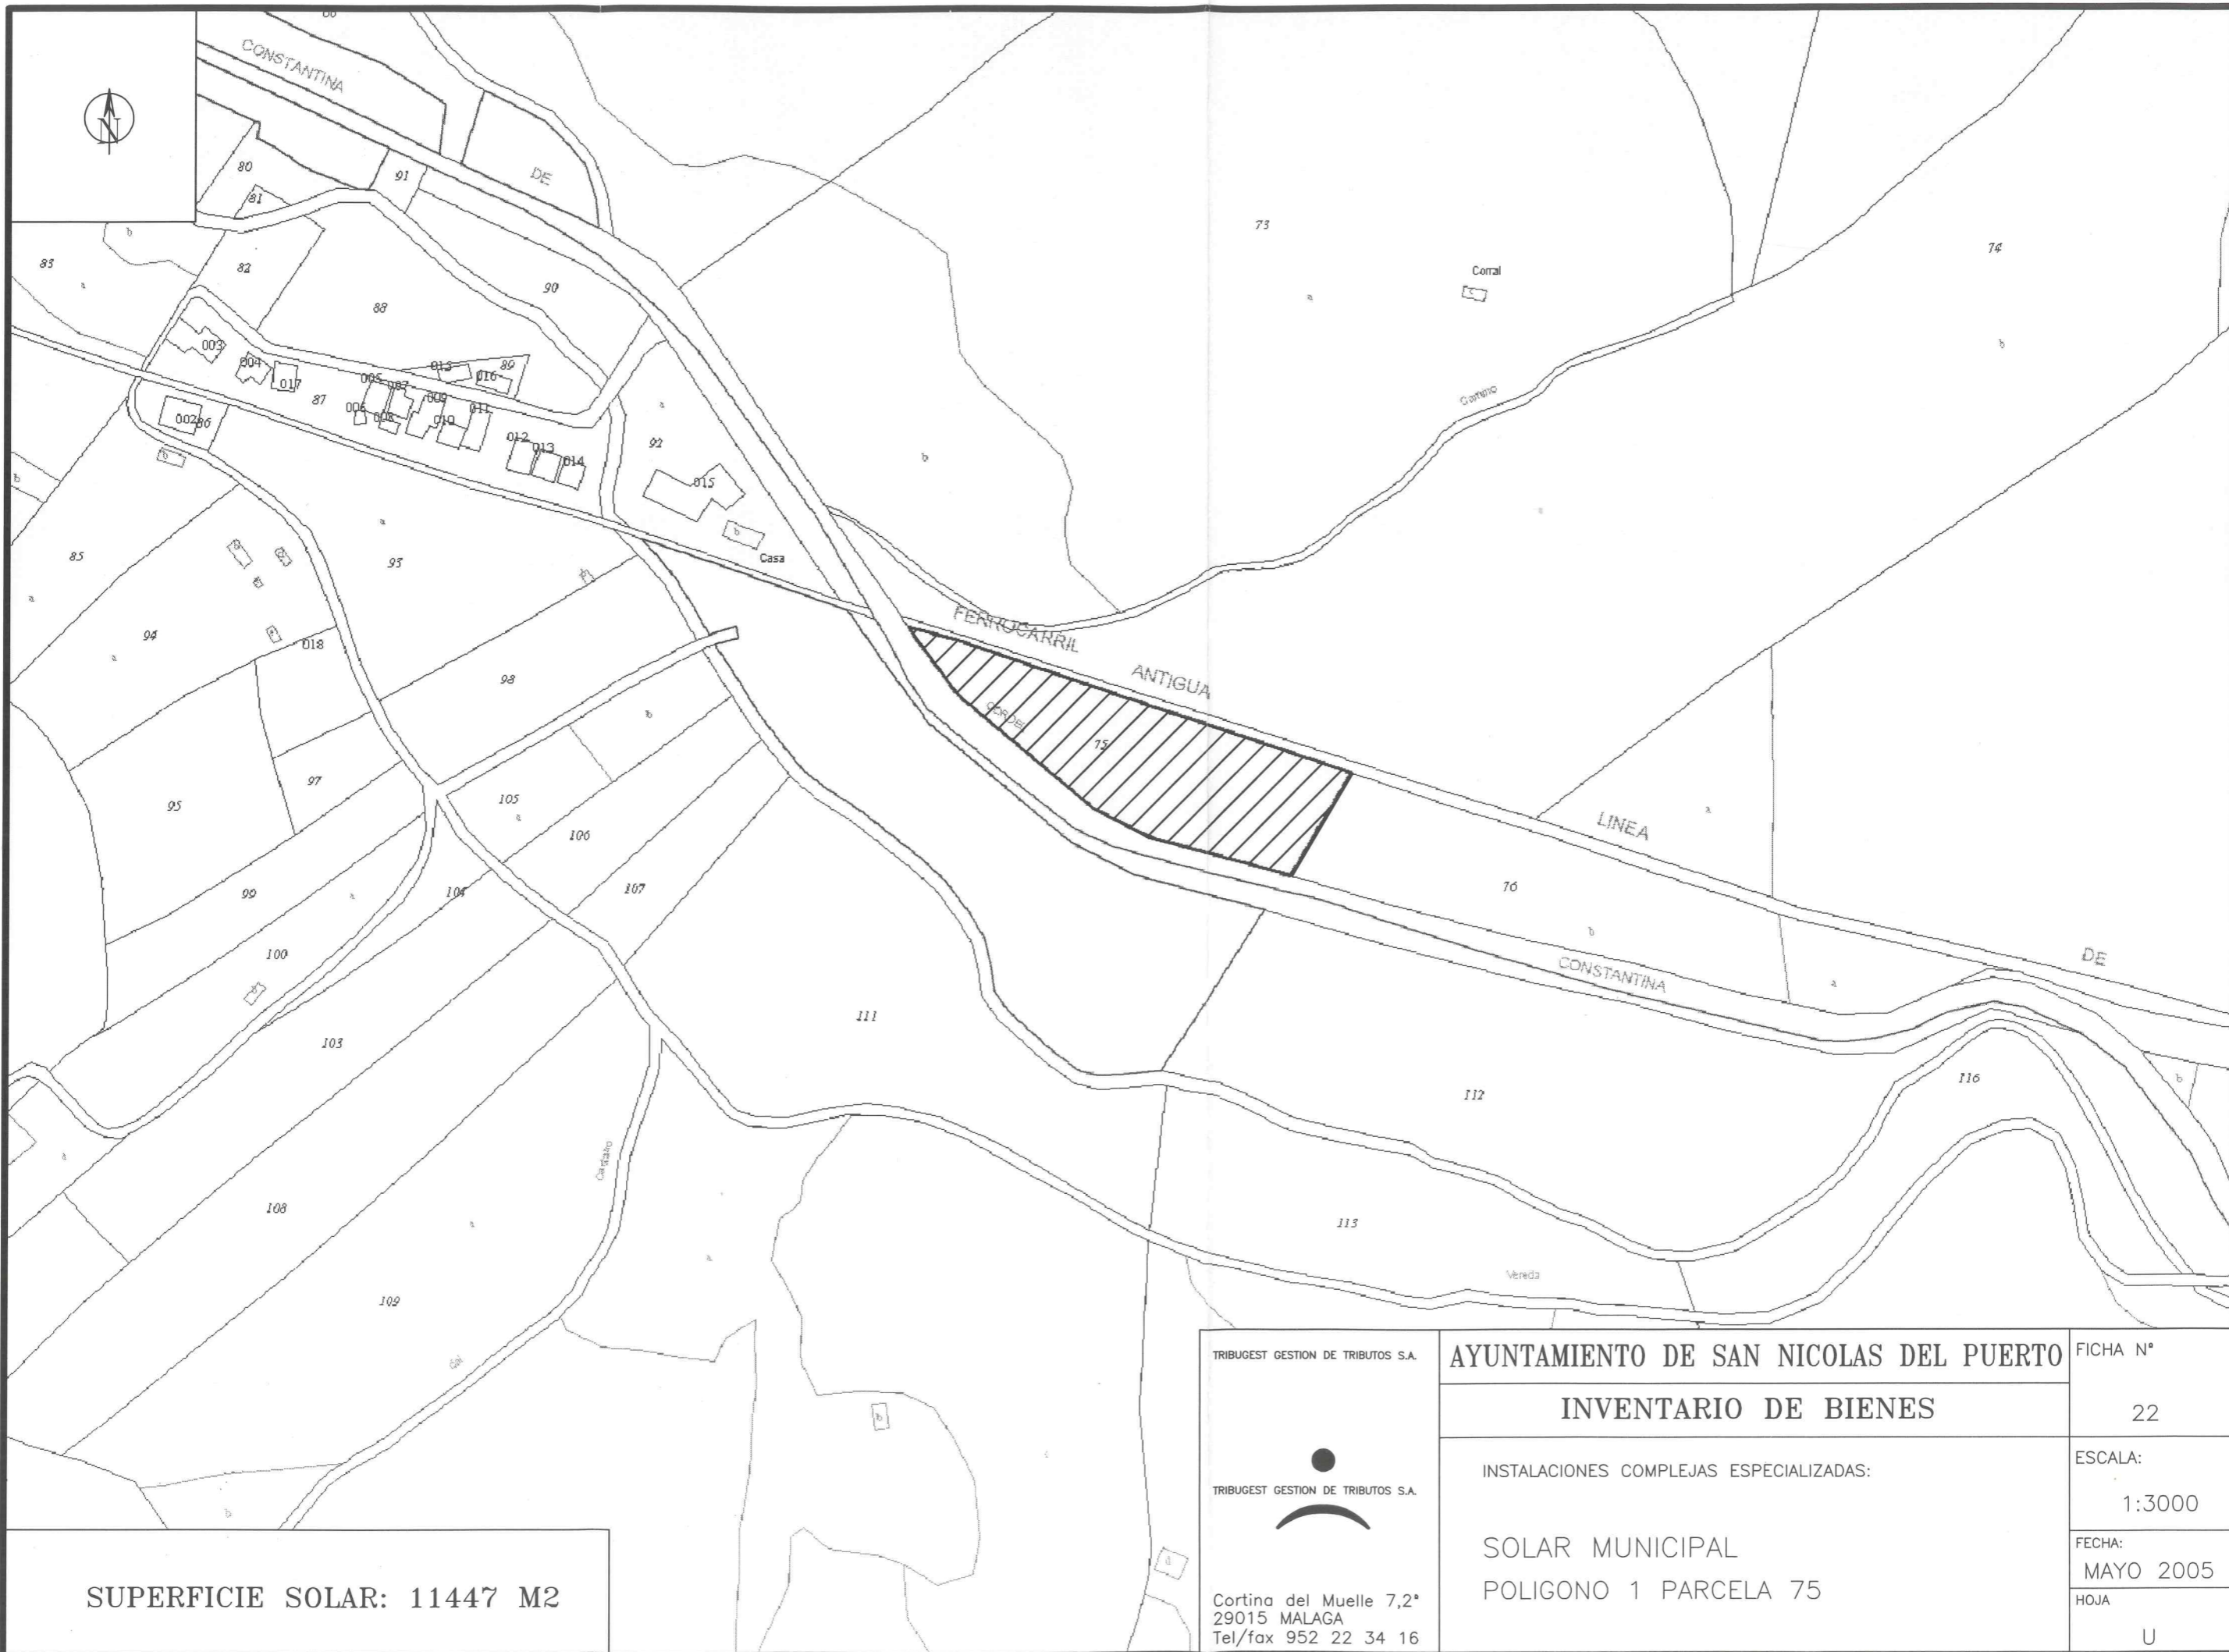 CONSTANTINA
N
DE
80
81
91
83
b
a
82
88
90
73
74
Corral
a
b
003
004
017
87
005
007
006
008
009
010
011
015
016
89
012
013
014
002
86
b
92
a
015
b
Casa
b
Camino
a
93
85
a
94
a
018
98
FERROCARRIL
ANTIGUA
75
97
95
105
a
106
b
107
104
99
a
100
LINEA
a
76
b
CONSTANTINA
a
DE
103
111
112
116
b
108
a
109
a
113
Vereda
b
b
a
TRIBUGEST GESTION DE TRIBUTOS S.A.
TRIBUGEST GESTION DE TRIBUTOS S.A.
Cortina del Muelle 7,2ª
29015 MALAGA
Tel/fax 952 22 34 16
AYUNTAMIENTO DE SAN NICOLAS DEL PUERTO
INVENTARIO DE BIENES
INSTALACIONES COMPLEJAS ESPECIALIZADAS:
SOLAR MUNICIPAL
POLIGONO 1 PARCELA 75
FICHA Nº
22
ESCALA:
1:3000
FECHA:
MAYO 2005
HOJA
U
SUPERFICIE SOLAR: 11447 M2